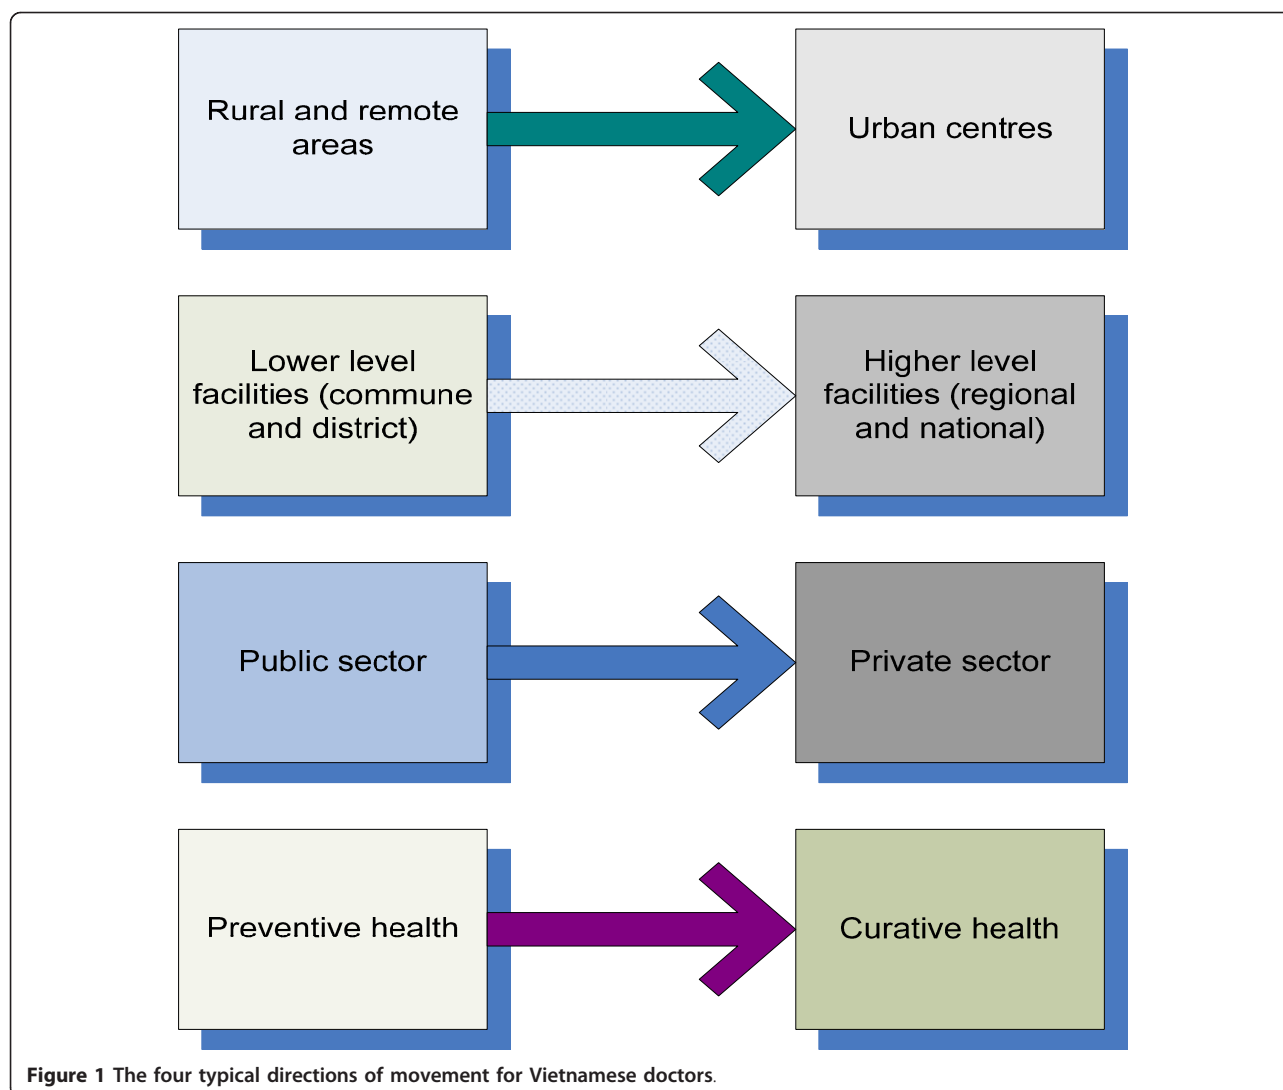 Rural and remote
areas
Urban centres
Lower level
facilities (commune
and district)
Higher level
facilities (regional
and national)
Public sector
Private sector
Preventive health
Curative health
Figure 1 The four typical directions of movement for Vietnamese doctors.